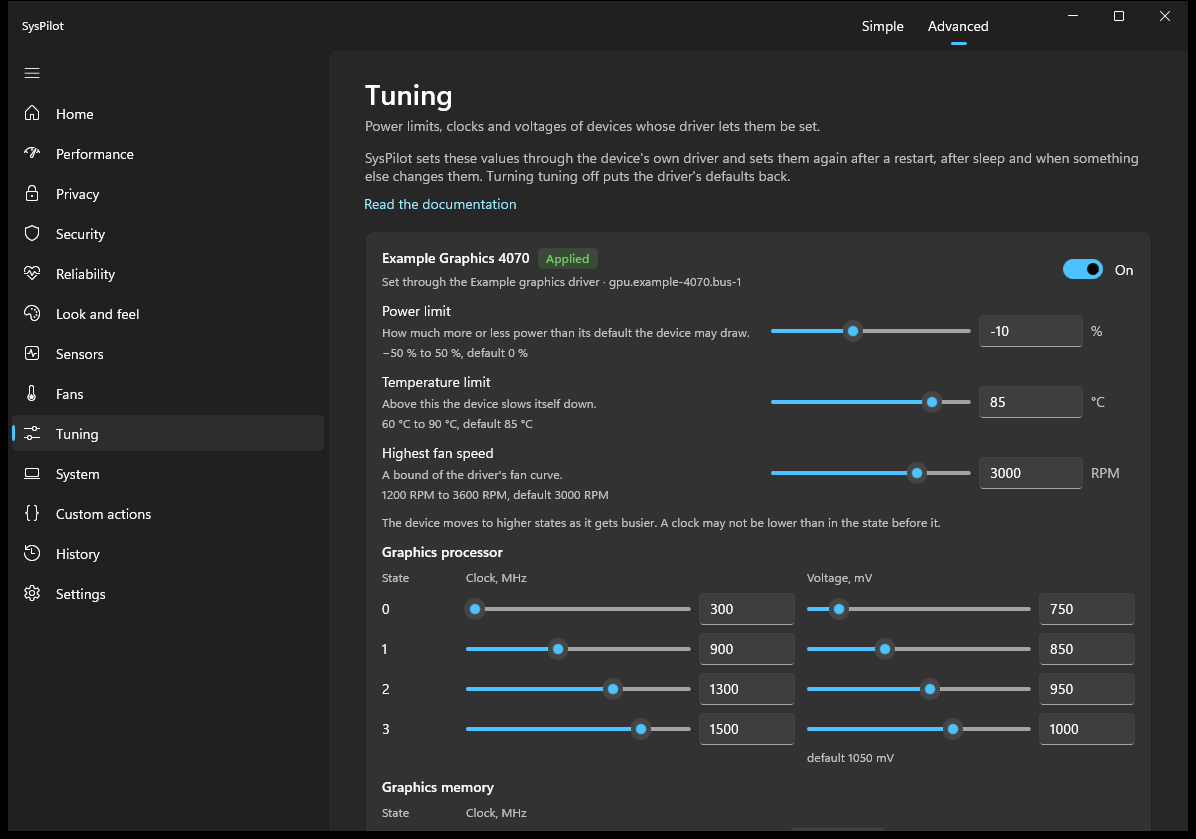 SysPilot
Simple
Advanced
Home
Performance
Privacy
Security
Reliability
Look and feel
Sensors
Fans
Tuning
System
Custom actions
History
Settings
Tuning
Power limits, clocks and voltages of devices whose driver lets them be set.
SysPilot sets these values through the device's own driver and sets them again after a restart, after sleep and when something
else changes them. Turning tuning off puts the driver's defaults back.
Read the documentation
Example Graphics 4070 Applied
On
Set through the Example graphics driver · gpu.example-4070.bus-1
Power limit
How much more or less power than its default the device may draw.
−50 % to 50 %, default 0 %
-10 %
Temperature limit
Above this the device slows itself down.
60 °C to 90 °C, default 85 °C
85 °C
Highest fan speed
A bound of the driver's fan curve.
1200 RPM to 3600 RPM, default 3000 RPM
3000 RPM
The device moves to higher states as it gets busier. A clock may not be lower than in the state before it.
Graphics processor
State Clock, MHz Voltage, mV
0 300 750
1 900 850
2 1300 950
3 1500 1000
default 1050 mV
Graphics memory
State Clock, MHz